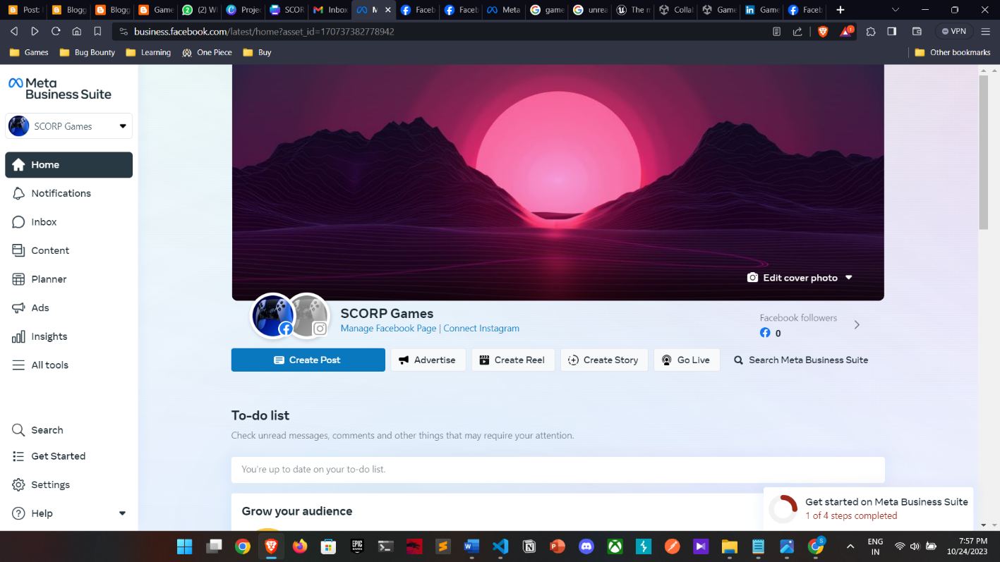 Post:
Blogg
Blogg
Game
(2) W
Proje
SCOR
Inbox
M
Faceb
Faceb
Meta
game
unrea
The m
Collal
Game
Game
Faceb
business.facebook.com/latest/home?asset_id=170737382778942
1
VPN
Games
Bug Bounty
Learning
One Piece
Buy
Other bookmarks
Meta
Business Suite
SCORP Games
Home
Notifications
Inbox
Content
Planner
Ads
Insights
All tools
Search
Get Started
Settings
Help
Edit cover photo
SCORP Games
Manage Facebook Page | Connect Instagram
Facebook followers
0
Create Post
Advertise
Create Reel
Create Story
Go Live
Search Meta Business Suite
To-do list
Check unread messages, comments and other things that may require your attention.
You're up to date on your to-do list.
Grow your audience
Get started on Meta Business Suite
1 of 4 steps completed
EPIC
GAMES
S
ENG
IN
7:57 PM
10/24/2023